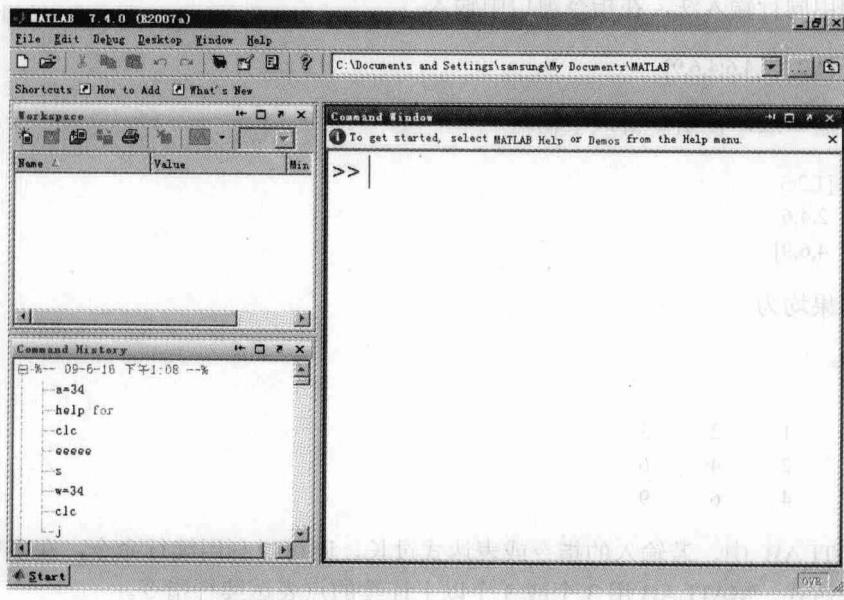 MATLAB 7.4.0 (R2007a)
File Edit Debug Desktop Window Help
C:\Documents and Settings\samsung\My Documents\MATLAB
Shortcuts How to Add What's New
Workspace
Name Value Min
Command History
%-- 09-6-16 下午1:08 --%
a=34
help for
clc
eeeee
s
w=34
clc
j
Command Window
To get started, select MATLAB Help or Demos from the Help menu.
>>
Start
OVR